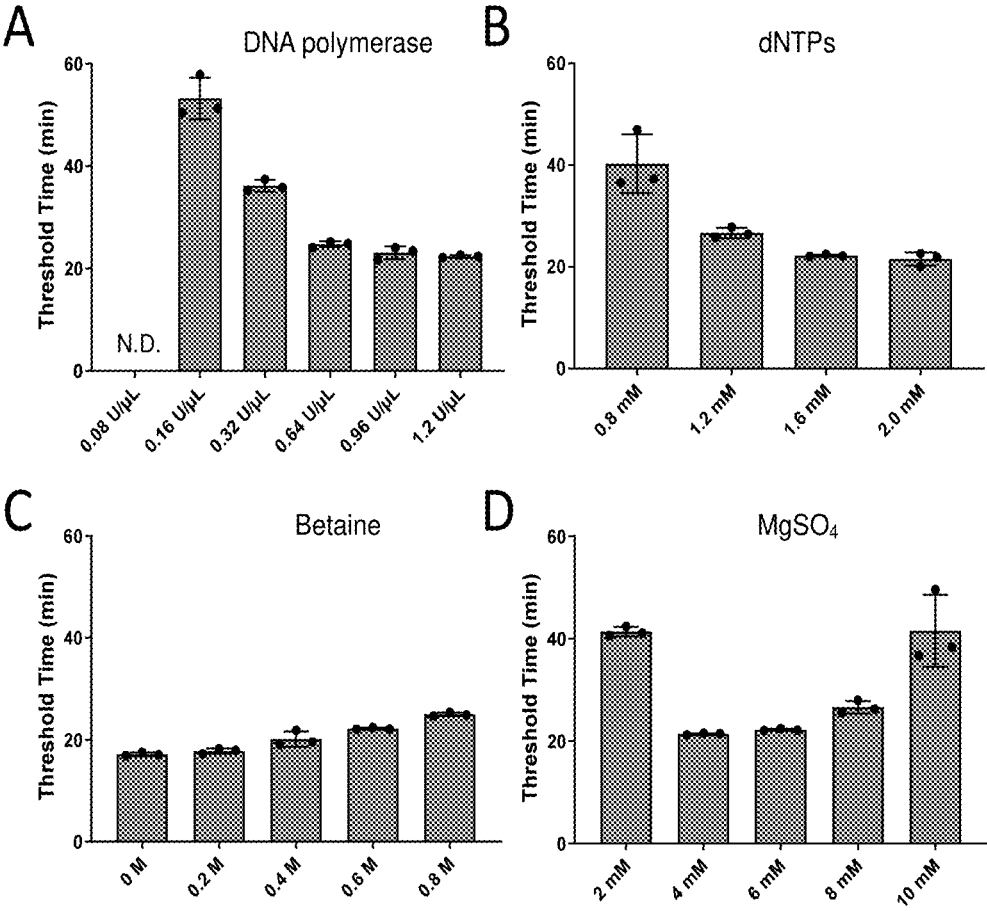 A
DNA polymerase
Threshold Time (min)
60
40
20
0
N.D.
0.08 U/µL
0.16 U/µL
0.32 U/µL
0.64 U/µL
0.96 U/µL
1.2 U/µL
B
dNTPs
Threshold Time (min)
60
40
20
0
0.8 mM
1.2 mM
1.6 mM
2.0 mM
C
Betaine
Threshold Time (min)
60
40
20
0
0 M
0.2 M
0.4 M
0.6 M
0.8 M
D
MgSO₄
Threshold Time (min)
60
40
20
0
2 mM
4 mM
6 mM
8 mM
10 mM